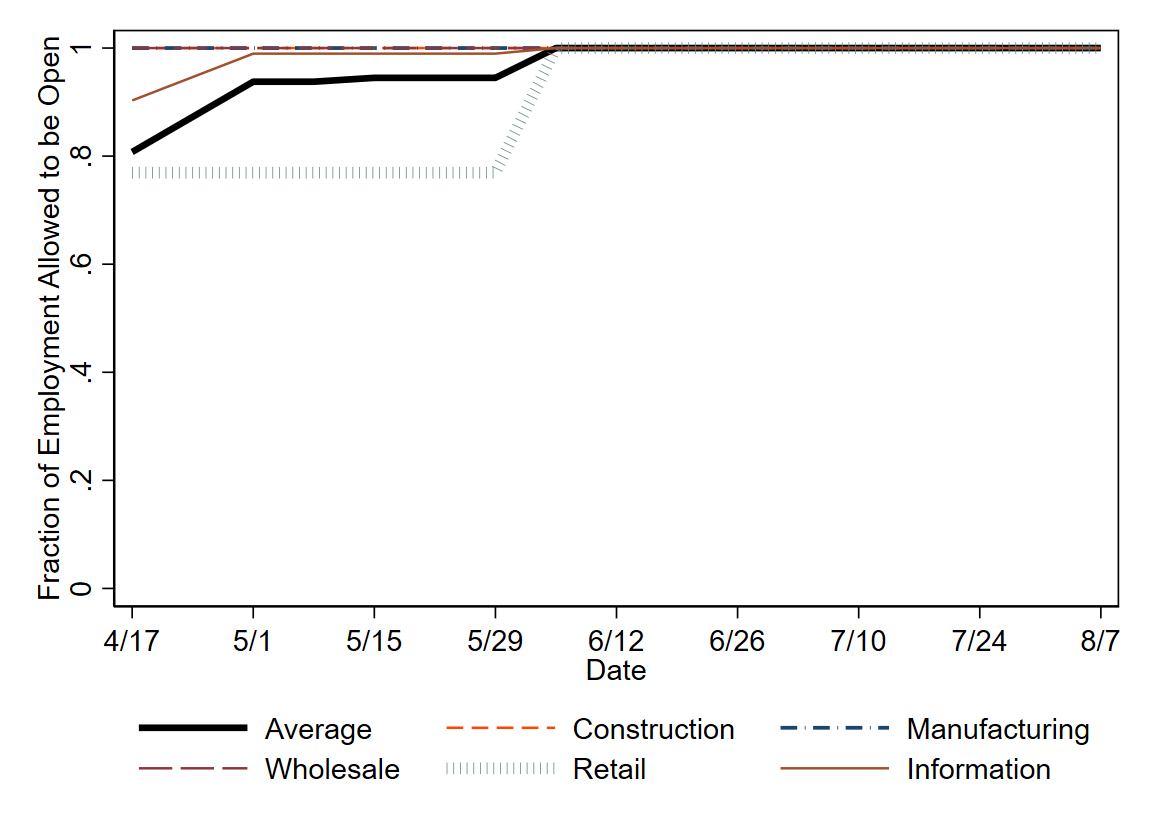 Fraction of Employment Allowed to be Open
1
.8
.6
.4
.2
0
4/17 5/1 5/15 5/29 6/12 6/26 7/10 7/24 8/7
Date
Average Construction Manufacturing
Wholesale Retail Information